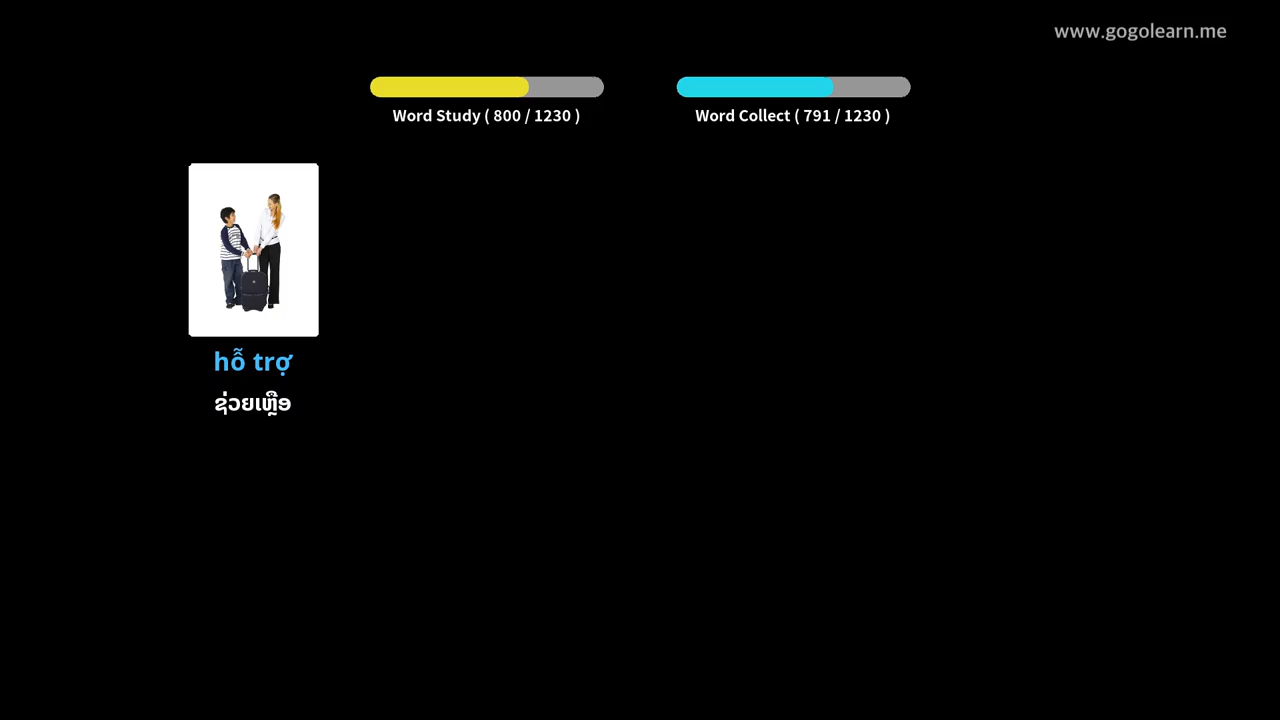 www.gogolearn.me
Word Study ( 800 / 1230 )
Word Collect ( 791 / 1230 )
hỗ trợ
ຊ່ວຍເຫຼືອ